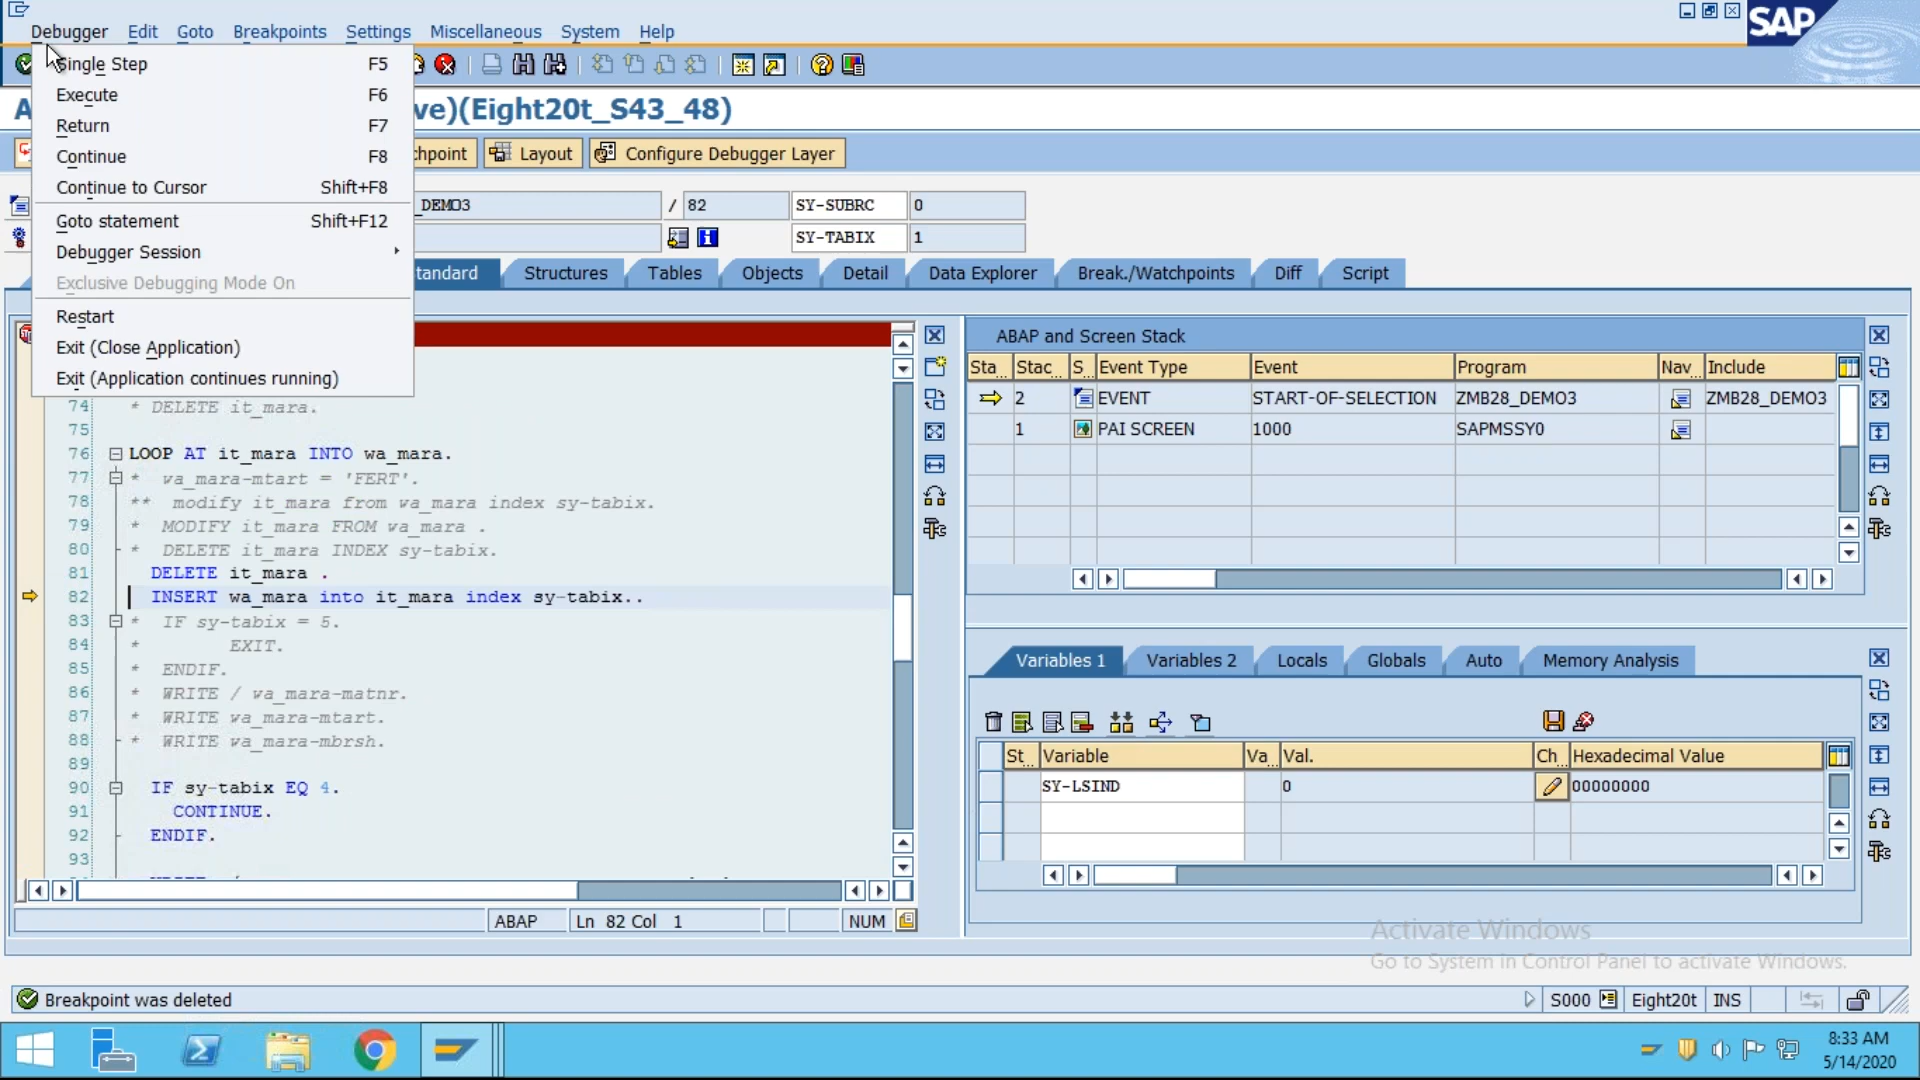 Debugger Edit Goto Breakpoints Settings Miscellaneous System Help
SAP
Single Step F5
Execute F6
Return F7
Continue F8
Continue to Cursor Shift+F8
Goto statement Shift+F12
Debugger Session
Exclusive Debugging Mode On
Restart
Exit (Close Application)
Exit (Application continues running)
ve)(Eight20t_S43_48)
Layout Configure Debugger Layer
_DEMO3 / 82 SY-SUBRC 0
SY-TABIX 1
Structures Tables Objects Detail Data Explorer Break./Watchpoints Diff Script
74 * DELETE it_mara.
75
76 LOOP AT it_mara INTO wa_mara.
77 * wa_mara-mtart = 'FERT'.
78 ** modify it_mara from wa_mara index sy-tabix.
79 * MODIFY it_mara FROM wa_mara .
80 * DELETE it_mara INDEX sy-tabix.
81 DELETE it_mara .
82 INSERT wa_mara into it_mara index sy-tabix..
83 * IF sy-tabix = 5.
84 * EXIT.
85 * ENDIF.
86 * WRITE / wa_mara-matnr.
87 * WRITE wa_mara-mtart.
88 * WRITE wa_mara-mbrsh.
89
90 IF sy-tabix EQ 4.
91 CONTINUE.
92 ENDIF.
93
ABAP Ln 82 Col 1 NUM
ABAP and Screen Stack
Sta... Stac... S... Event Type Event Program Nav... Include
2 EVENT START-OF-SELECTION ZMB28_DEMO3 ZMB28_DEMO3
1 PAI SCREEN 1000 SAPMSSY0
Variables 1 Variables 2 Locals Globals Auto Memory Analysis
St... Variable Va... Val. Ch... Hexadecimal Value
SY-LSIND 0 00000000
Activate Windows
Go to System in Control Panel to activate Windows.
Breakpoint was deleted S000 Eight20t INS
8:33 AM
5/14/2020